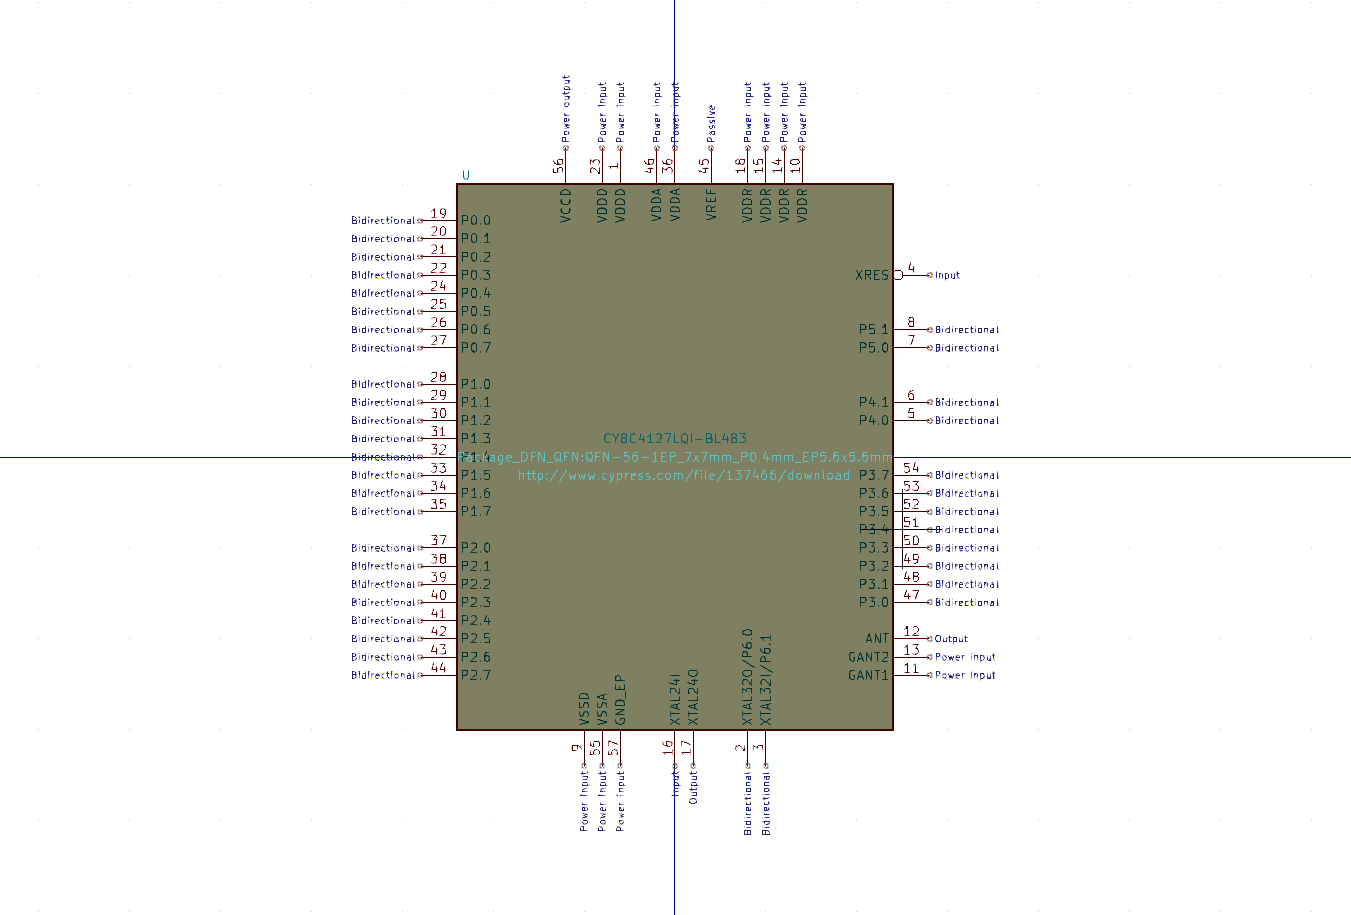 Power output
Power input
Power input
Power input
Power input
Passive
Power input
Power input
Power input
Power input
56
23
1
46
36
45
18
15
14
10
U
VCCD
VDDD
VDDD
VDDA
VDDA
VREF
VDDR
VDDR
VDDR
VDDR
Bidirectional 19 P0.0
Bidirectional 20 P0.1
Bidirectional 21 P0.2
Bidirectional 22 P0.3
XRES 4 Input
Bidirectional 24 P0.4
Bidirectional 25 P0.5
Bidirectional 26 P0.6
P5.1 8 Bidirectional
Bidirectional 27 P0.7
P5.0 7 Bidirectional
Bidirectional 28 P1.0
Bidirectional 29 P1.1
P4.1 6 Bidirectional
Bidirectional 30 P1.2
P4.0 5 Bidirectional
Bidirectional 31 P1.3
CY8C4127LQI-BL483
Bidirectional 32 P1.4
Package_DFN_QFN:QFN-56-1EP_7x7mm_P0.4mm_EP5.6x5.6mm
Bidirectional 33 P1.5
http://www.cypress.com/file/137466/download
P3.7 54 Bidirectional
Bidirectional 34 P1.6
P3.6 53 Bidirectional
Bidirectional 35 P1.7
P3.5 52 Bidirectional
P3.4 51 Bidirectional
Bidirectional 37 P2.0
P3.3 50 Bidirectional
Bidirectional 38 P2.1
P3.2 49 Bidirectional
Bidirectional 39 P2.2
P3.1 48 Bidirectional
Bidirectional 40 P2.3
P3.0 47 Bidirectional
Bidirectional 41 P2.4
Bidirectional 42 P2.5
ANT 12 Output
Bidirectional 43 P2.6
GANT2 13 Power input
Bidirectional 44 P2.7
GANT1 11 Power input
VSSD
VSSA
GND_EP
XTAL24I
XTAL24O
XTAL32O/P6.0
XTAL32I/P6.1
9
55
57
16
17
2
3
Power input
Power input
Power input
Input
Output
Bidirectional
Bidirectional